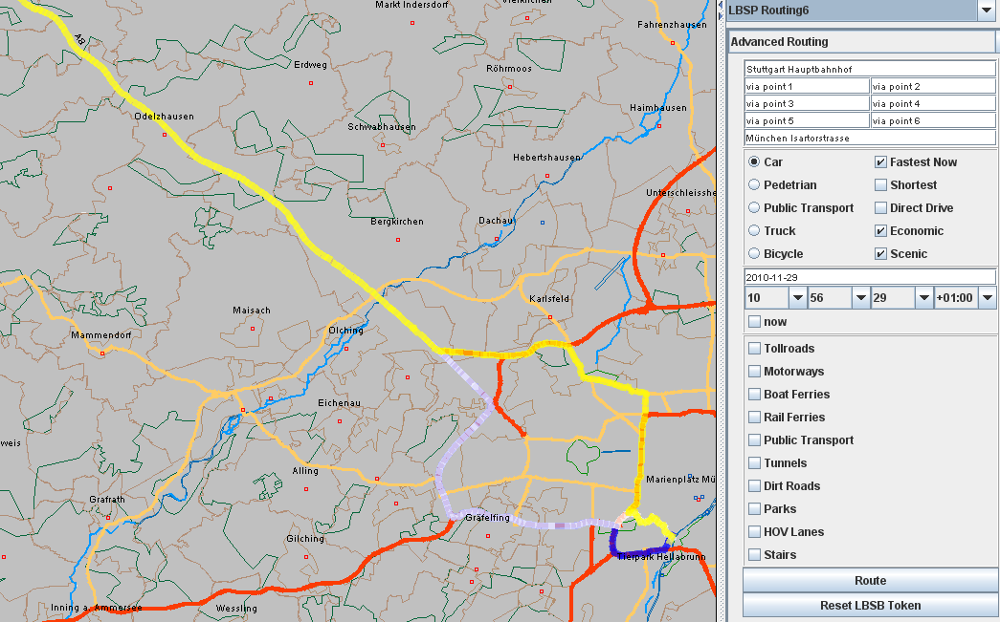 Markt Indersdorf
Vierkirchen
Fahrenzhausen
A8
Erdweg
Röhrmoos
Odelzhausen
Schwabhausen
Haimhausen
Hebertshausen
Unterschleisshe
Bergkirchen
Dachau
Maisach
Karlsfeld
Mammendorf
Olching
Eichenau
weis
Alling
Marienplatz Mü
Grafrath
Gräfelfing
Gilching
Tierpark Hellabrunn
Inning a. Ammersee
Wessling
LBSP Routing6
Advanced Routing
Stuttgart Hauptbahnhof
via point 1 via point 2
via point 3 via point 4
via point 5 via point 6
München Isartorstrasse
Car Fastest Now
Pedetrian Shortest
Public Transport Direct Drive
Truck Economic
Bicycle Scenic
2010-11-29
10 56 29 +01:00
now
Tollroads
Motorways
Boat Ferries
Rail Ferries
Public Transport
Tunnels
Dirt Roads
Parks
HOV Lanes
Stairs
Route
Reset LBSB Token